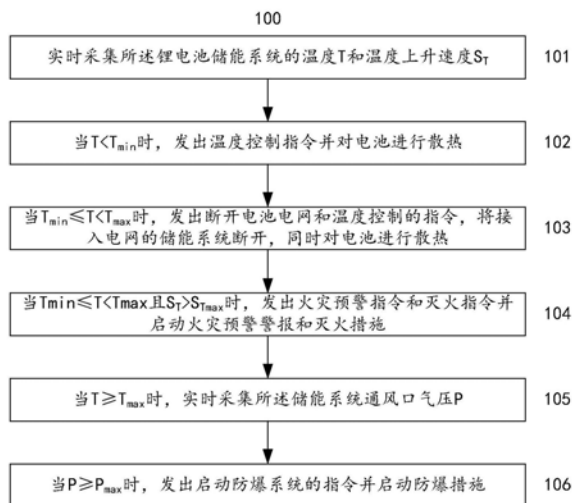 100
实时采集所述锂电池储能系统的温度T和温度上升速度S_T
101
当T<T_min时，发出温度控制指令并对电池进行散热
102
当T_min≤T<T_max时，发出断开电池电网和温度控制的指令，将接
入电网的储能系统断开，同时对电池进行散热
103
当Tmin≤T<Tmax且S_T>S_Tmax时，发出火灾预警指令和灭火指令并
启动火灾预警警报和灭火措施
104
当T≥T_max时，实时采集所述储能系统通风口气压P
105
当P≥P_max时，发出启动防爆系统的指令并启动防爆措施
106